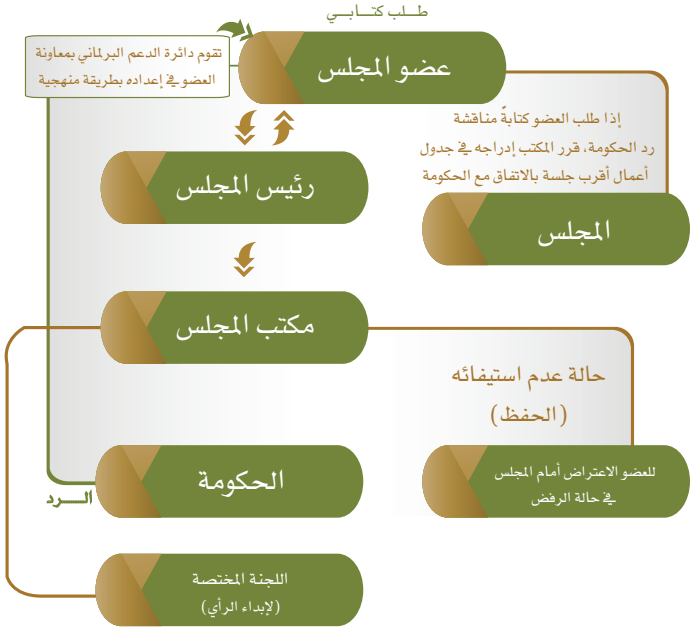 طلب كتابي
عضو المجلس
تقوم دائرة الدعم البرلماني بمعاونة
العضو في إعداده بطريقة منهجية
إذا طلب العضو كتابةً مناقشة
رد الحكومة، قرر المكتب إدراجه في جدول
أعمال أقرب جلسة بالاتفاق مع الحكومة
رئيس المجلس
المجلس
مكتب المجلس
حالة عدم استيفائه
(الحفظ)
الحكومة
الرد
للعضو الاعتراض أمام المجلس
في حالة الرفض
اللجنة المختصة
(لإبداء الرأي)